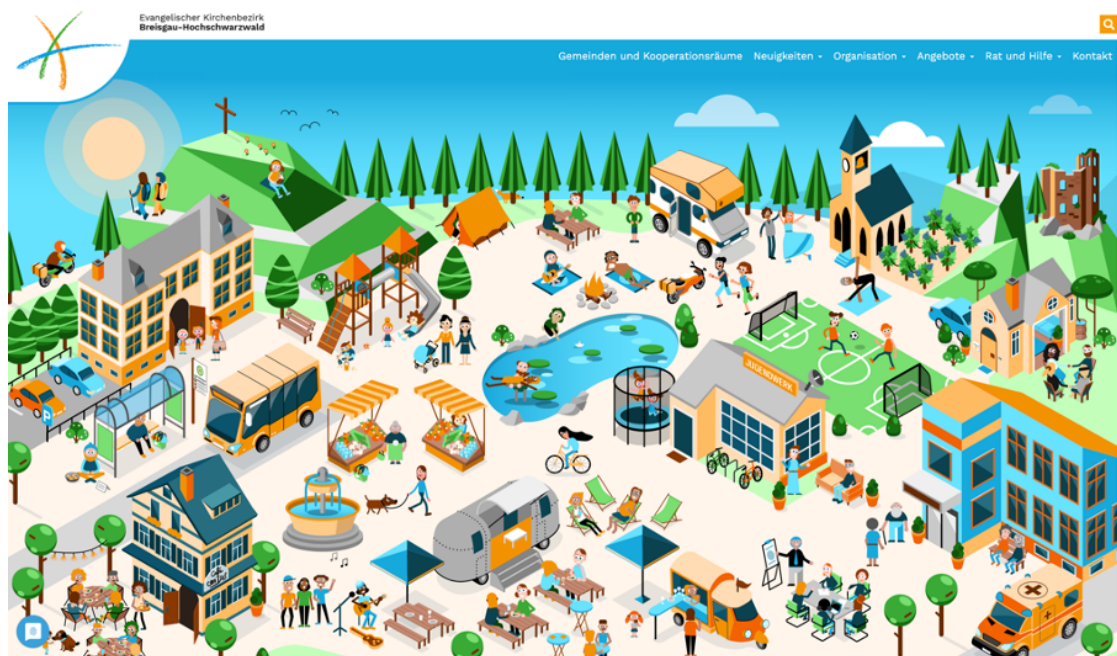 Evangelischer Kirchenbezirk
Breisgau-Hochschwarzwald
Gemeinden und Kooperationsräume Neuigkeiten Organisation Angebote Rat und Hilfe Kontakt
JUGENDWERK
P